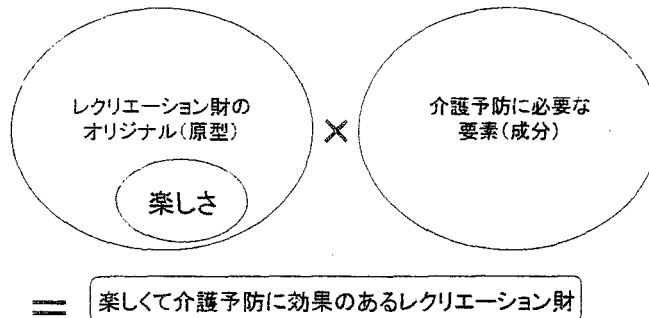 レクリエーション財の
オリジナル(原型)
楽しさ
×
介護予防に必要な
要素(成分)
=
楽しくて介護予防に効果のあるレクリエーション財